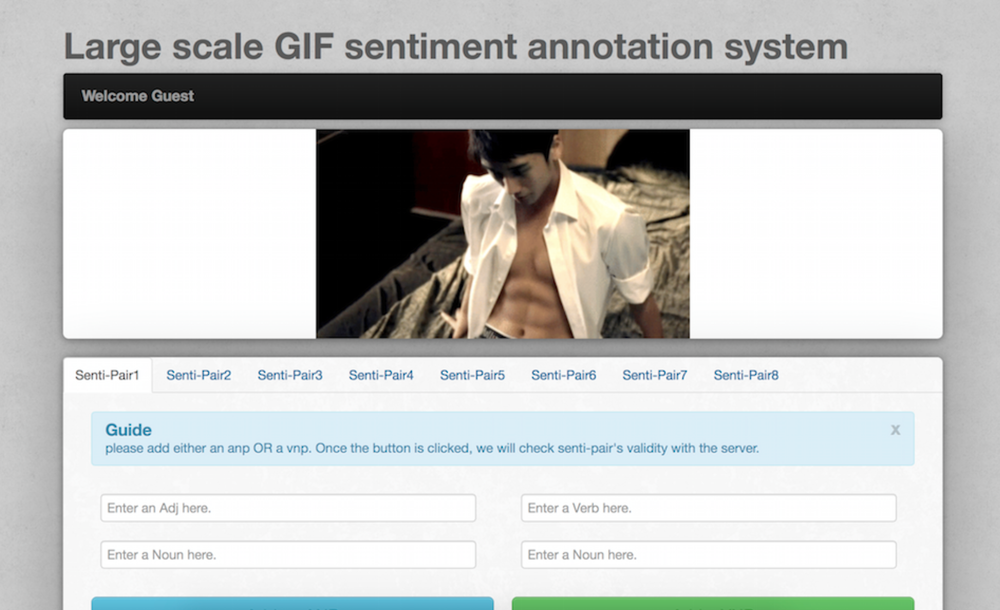 Large scale GIF sentiment annotation system
Welcome Guest
Senti-Pair1 Senti-Pair2 Senti-Pair3 Senti-Pair4 Senti-Pair5 Senti-Pair6 Senti-Pair7 Senti-Pair8
Guide x
please add either an anp OR a vnp. Once the button is clicked, we will check senti-pair's validity with the server.
Enter an Adj here. Enter a Verb here.
Enter a Noun here. Enter a Noun here.